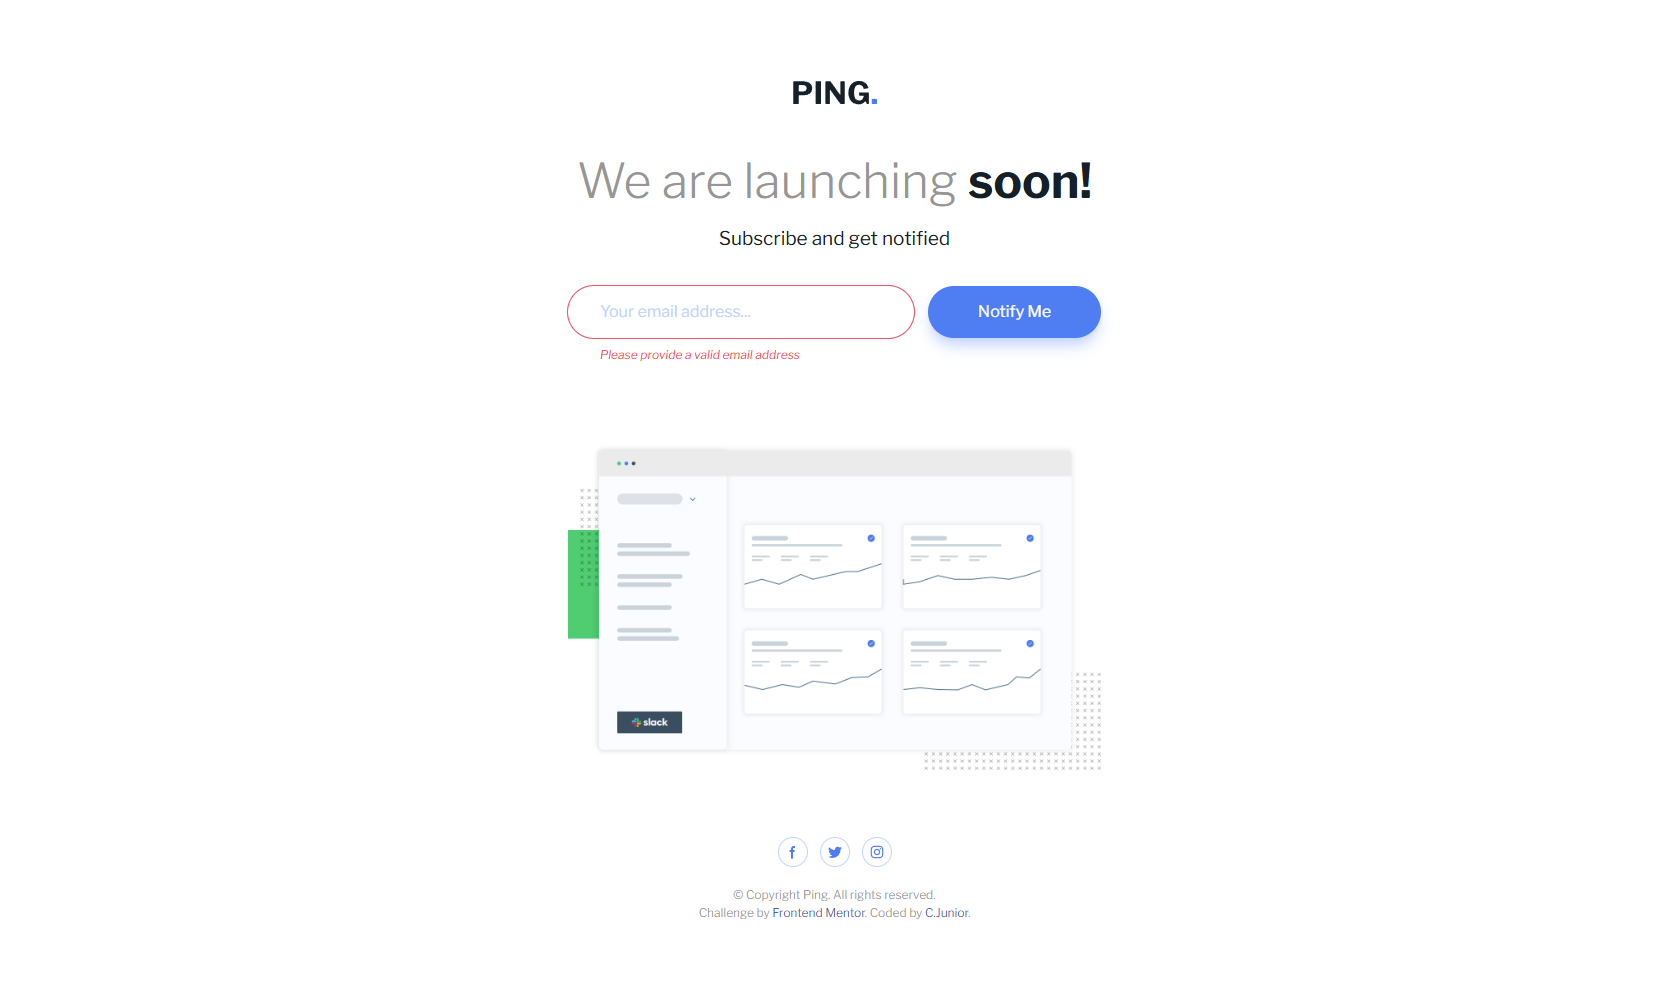 PING.
We are launching soon!
Subscribe and get notified
Your email address...
Notify Me
Please provide a valid email address
slack
© Copyright Ping. All rights reserved.
Challenge by Frontend Mentor. Coded by C.Junior.